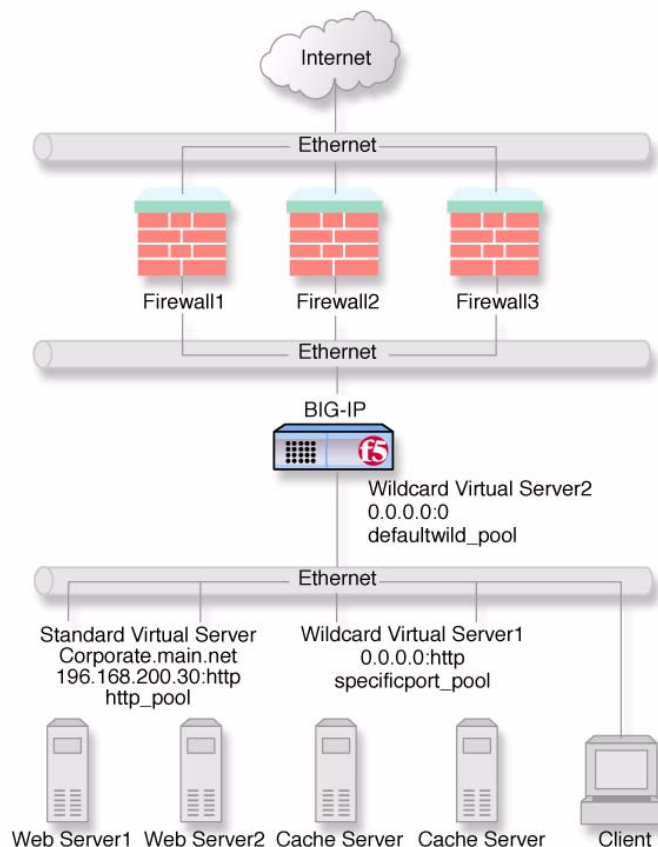 Internet
Ethernet
Firewall1
Firewall2
Firewall3
Ethernet
BIG-IP
f5
Wildcard Virtual Server2
0.0.0.0:0
defaultwild_pool
Ethernet
Standard Virtual Server
Corporate.main.net
196.168.200.30:http
http_pool
Wildcard Virtual Server1
0.0.0.0:http
specificport_pool
Web Server1
Web Server2
Cache Server
Cache Server
Client